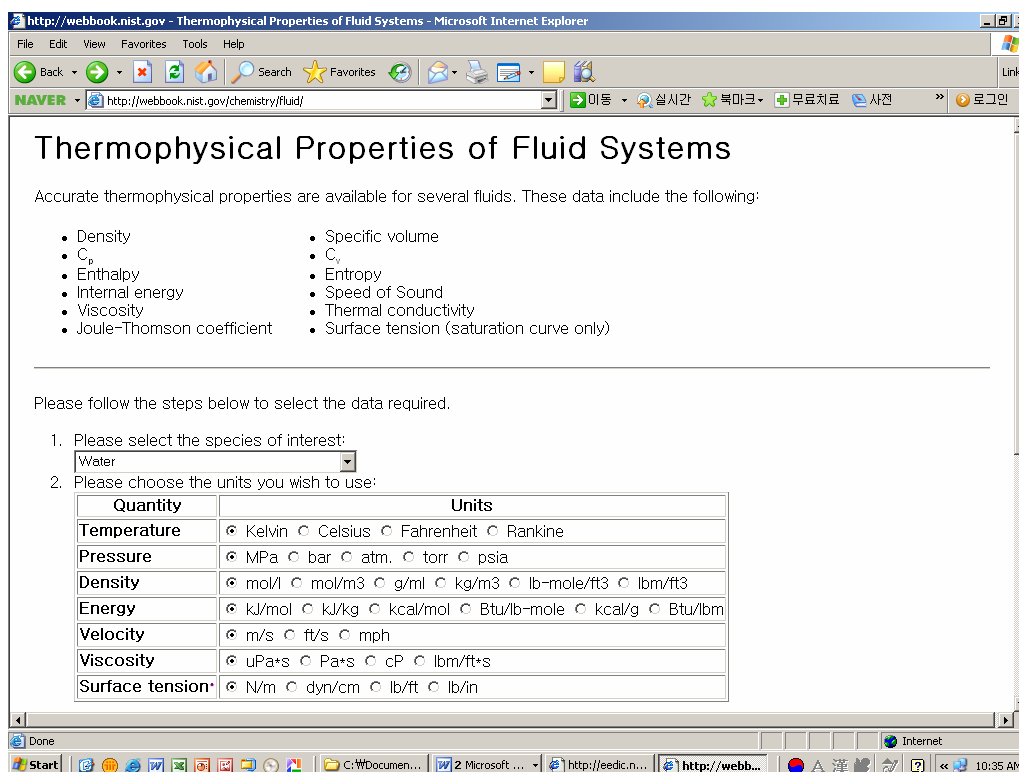 http://webbook.nist.gov - Thermophysical Properties of Fluid Systems - Microsoft Internet Explorer
File Edit View Favorites Tools Help
Back Search Favorites Link
NAVER http://webbook.nist.gov/chemistry/fluid/ 이동 실시간 북마크 무료치료 사전 » 로그인
Thermophysical Properties of Fluid Systems
Accurate thermophysical properties are available for several fluids. These data include the following:
• Density • Specific volume
• Cp • Cv
• Enthalpy • Entropy
• Internal energy • Speed of Sound
• Viscosity • Thermal conductivity
• Joule-Thomson coefficient • Surface tension (saturation curve only)
Please follow the steps below to select the data required.
1. Please select the species of interest:
Water
2. Please choose the units you wish to use:
Quantity Units
Temperature Kelvin Celsius Fahrenheit Rankine
Pressure MPa bar atm. torr psia
Density mol/l mol/m3 g/ml kg/m3 lb-mole/ft3 lbm/ft3
Energy kJ/mol kJ/kg kcal/mol Btu/lb-mole kcal/g Btu/lbm
Velocity m/s ft/s mph
Viscosity uPa*s Pa*s cP lbm/ft*s
Surface tension* N/m dyn/cm lb/ft lb/in
Done Internet
Start C:₩Documen... 2 Microsoft ... http://eedic.n... http://webb... A 漢 « 10:35 AM